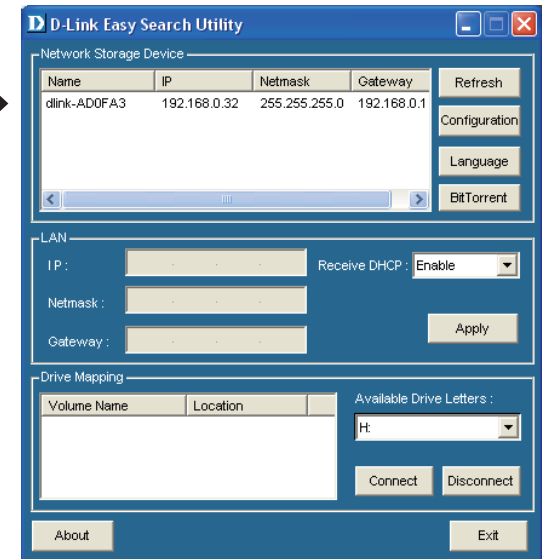 D D-Link Easy Search Utility
Network Storage Device
Name IP Netmask Gateway
dlink-AD0FA3 192.168.0.32 255.255.255.0 192.168.0.1
Refresh
Configuration
Language
BitTorrent
LAN
IP :
Receive DHCP : Enable
Netmask :
Gateway :
Apply
Drive Mapping
Volume Name Location
Available Drive Letters :
H:
Connect Disconnect
About Exit